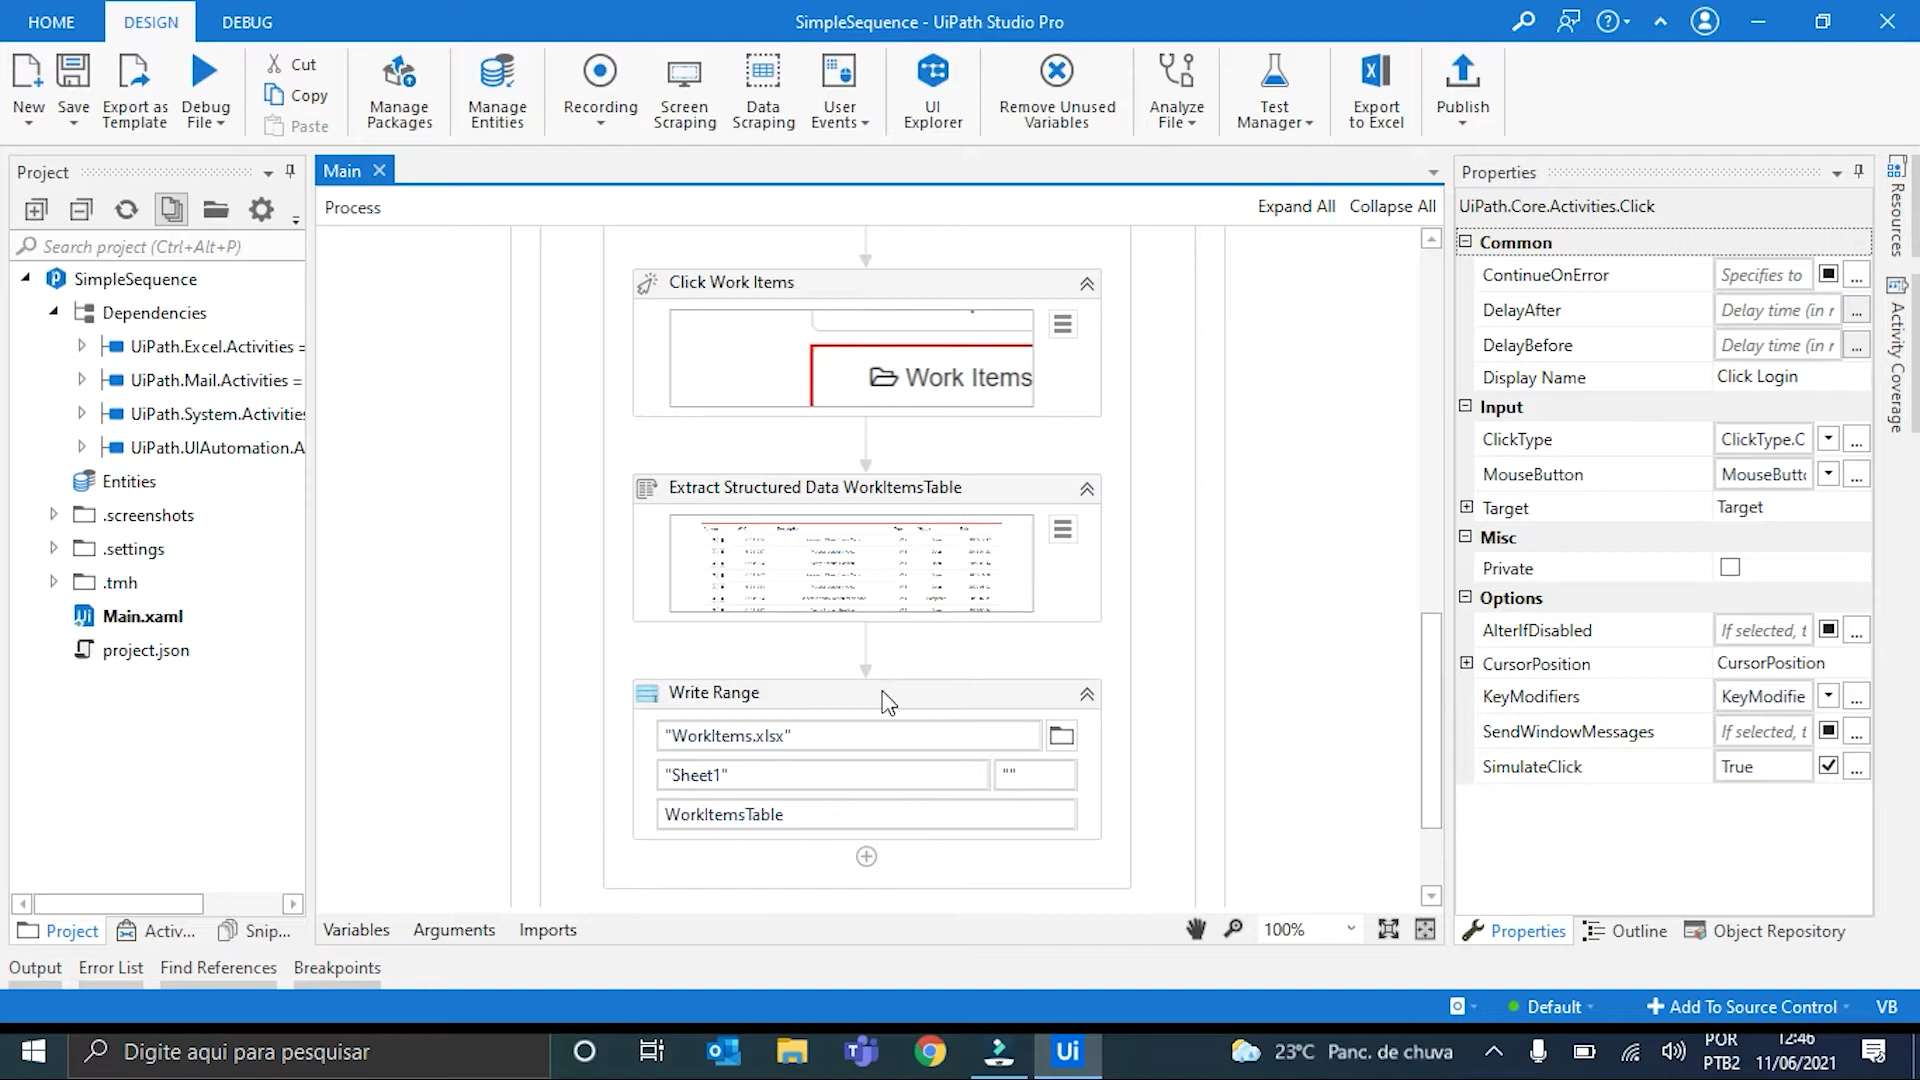 HOME DESIGN DEBUG SimpleSequence - UiPath Studio Pro
New Save Export as Template Debug File Cut Copy Paste Manage Packages Manage Entities Recording Screen Scraping Data Scraping User Events UI Explorer Remove Unused Variables Analyze File Test Manager Export to Excel Publish
Project
Search project (Ctrl+Alt+P)
SimpleSequence
Dependencies
UiPath.Excel.Activities =
UiPath.Mail.Activities =
UiPath.System.Activities
UiPath.UIAutomation.A
Entities
.screenshots
.settings
.tmh
Main.xaml
project.json
Project Activ... Snip...
Main
Process Expand All Collapse All
Click Work Items
Work Items
Extract Structured Data WorkItemsTable
Write Range
"WorkItems.xlsx"
"Sheet1" ""
WorkItemsTable
Variables Arguments Imports 100%
Properties
UiPath.Core.Activities.Click
Common
ContinueOnError Specifies to ...
DelayAfter Delay time (in r ...
DelayBefore Delay time (in r ...
Display Name Click Login
Input
ClickType ClickType.C ...
MouseButton MouseButto ...
Target Target
Misc
Private
Options
AlterIfDisabled If selected, t ...
CursorPosition CursorPosition
KeyModifiers KeyModifie ...
SendWindowMessages If selected, t ...
SimulateClick True ...
Properties Outline Object Repository
Resources
Activity Coverage
Output Error List Find References Breakpoints
Default Add To Source Control VB
Digite aqui para pesquisar Ui 23°C Panc. de chuva POR PTB2 12:46 11/06/2021